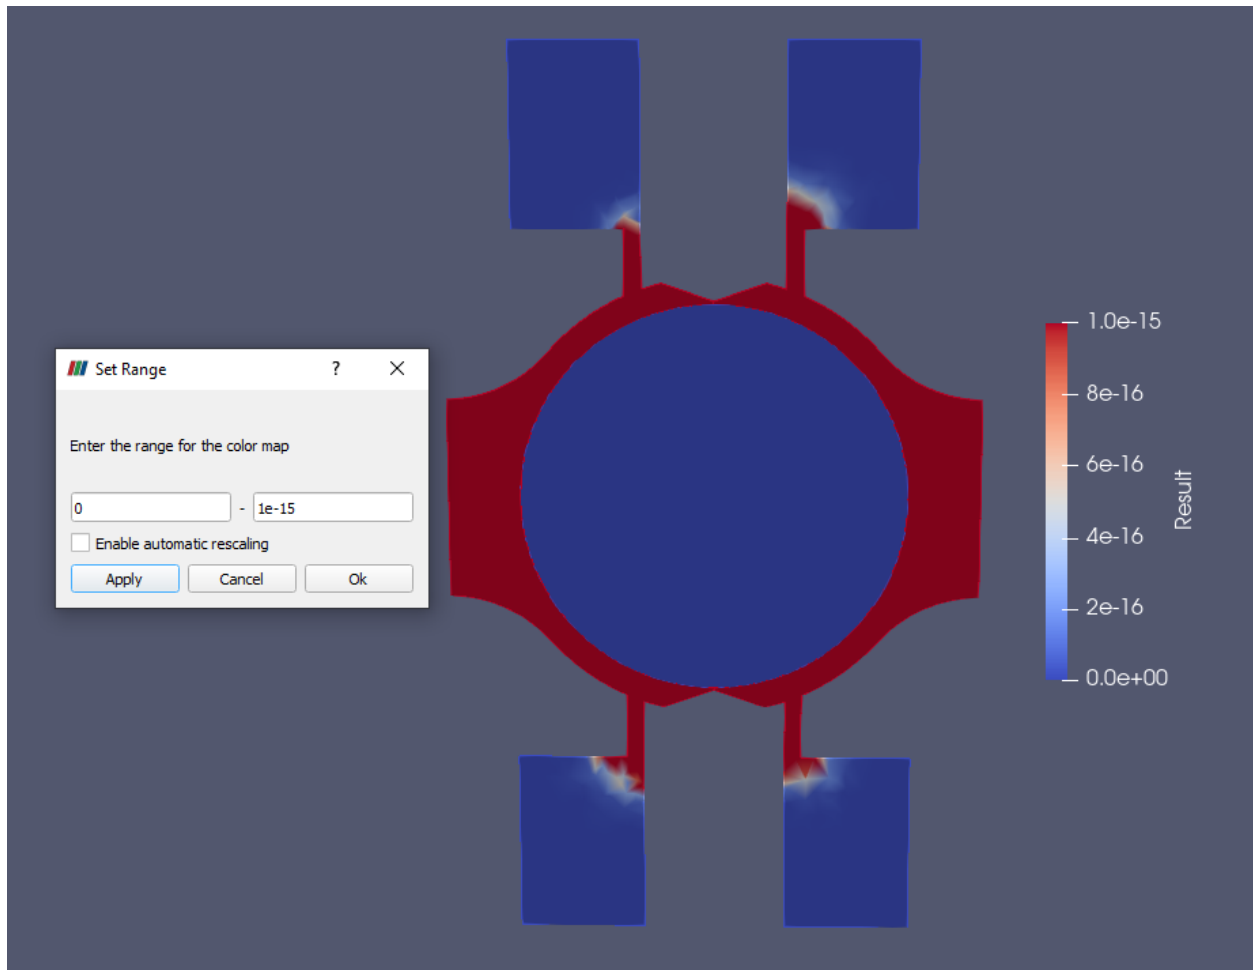 Set Range
?
Enter the range for the color map
0 - 1e-15
Enable automatic rescaling
Apply Cancel Ok
1.0e-15
8e-16
6e-16
4e-16
2e-16
0.0e+00
Result